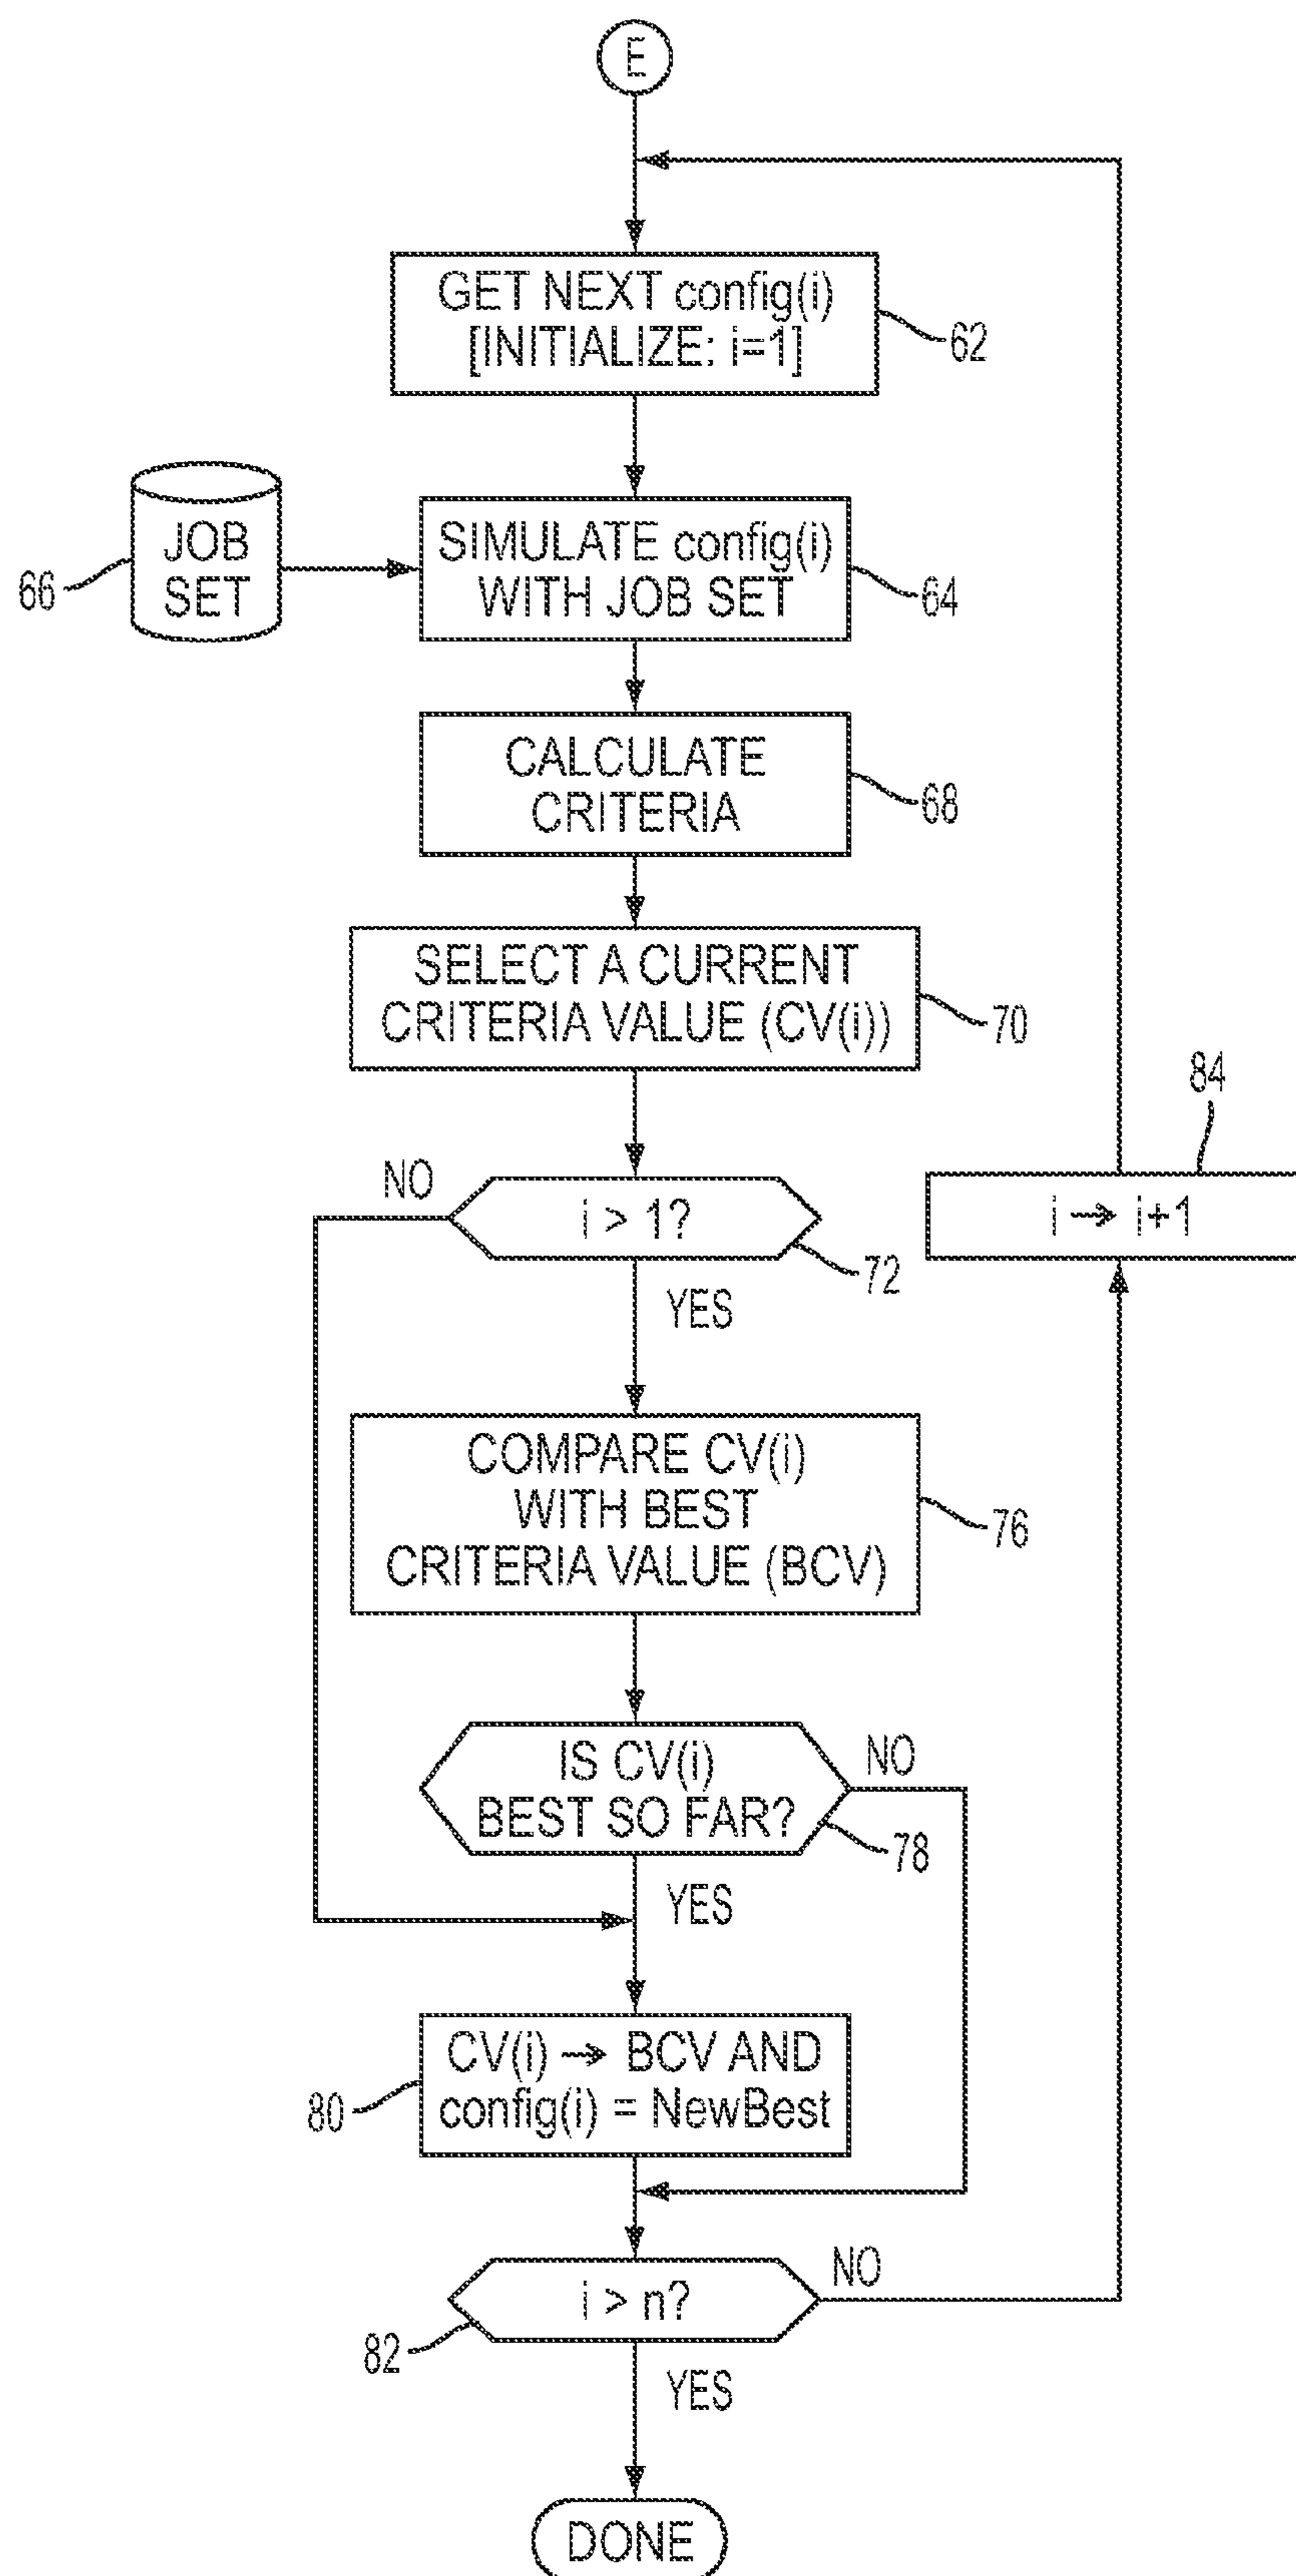 E
GET NEXT config(i)
[INITIALIZE: i=1]
62
JOB
SET
66
SIMULATE config(i)
WITH JOB SET
64
CALCULATE
CRITERIA
68
SELECT A CURRENT
CRITERIA VALUE (CV(i))
70
84
NO
i > 1?
72
i → i+1
YES
COMPARE CV(i)
WITH BEST
CRITERIA VALUE (BCV)
76
IS CV(i)
BEST SO FAR?
NO
78
YES
CV(i) → BCV AND
config(i) = NewBest
80
i > n?
NO
82
YES
DONE